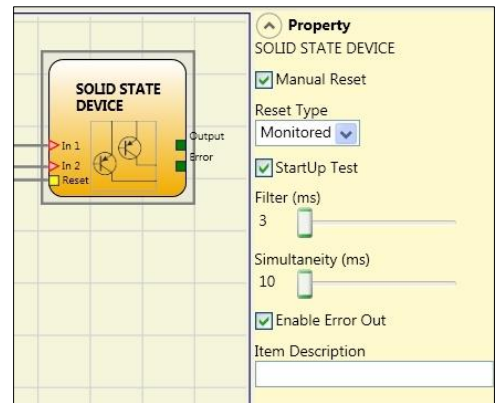 SOLID STATE
DEVICE
In 1
In 2
Reset
Output
Error
Property
SOLID STATE DEVICE
Manual Reset
Reset Type
Monitored
StartUp Test
Filter (ms)
3
Simultaneity (ms)
10
Enable Error Out
Item Description